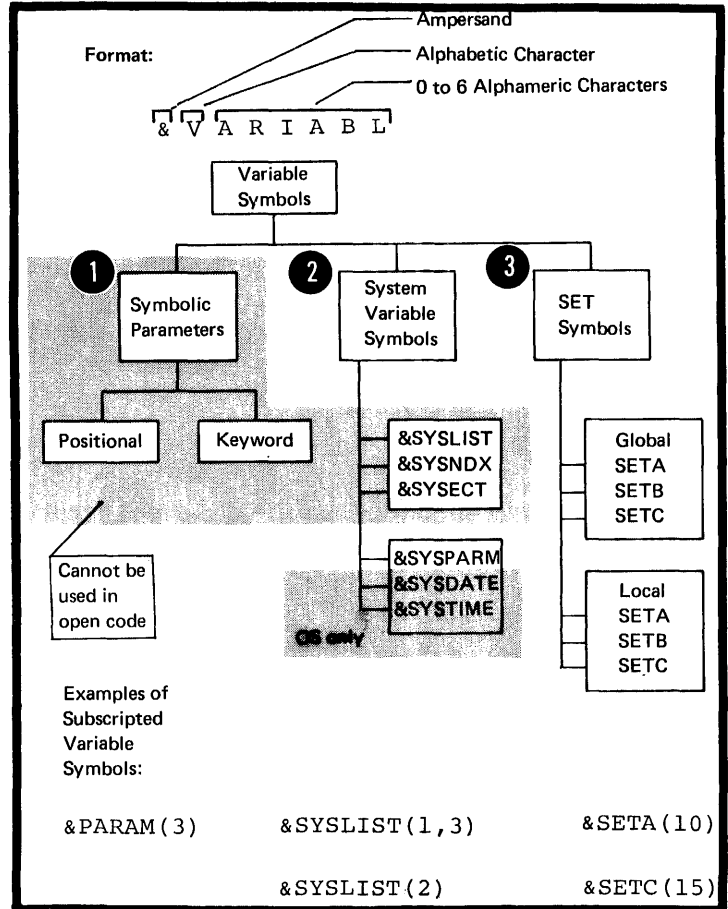 Ampersand
Format:
Alphabetic Character
0 to 6 Alphameric Characters
& V A R I A B L
Variable
Symbols
1
Symbolic
Parameters
2
System
Variable
Symbols
3
SET
Symbols
Positional
Keyword
&SYSLIST
&SYSNDX
&SYSECT
Global
SETA
SETB
SETC
Cannot be
used in
open code
&SYSPARM
&SYSDATE
&SYSTIME
OS only
Local
SETA
SETB
SETC
Examples of
Subscripted
Variable
Symbols:
&PARAM(3) &SYSLIST(1,3) &SETA(10)
&SYSLIST(2) &SETC(15)